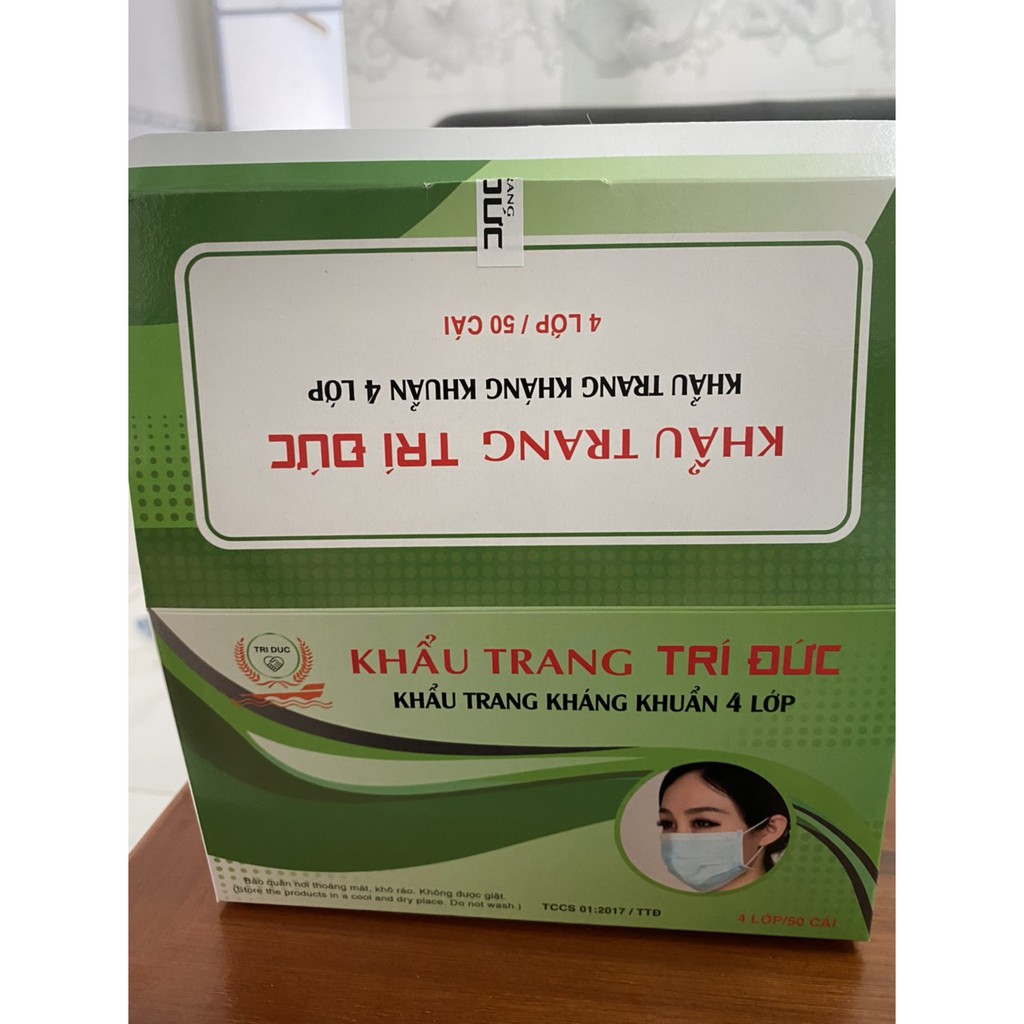 RANG
ĐỨC
4 LỚP / 50 CÁI
KHẨU TRANG KHÁNG KHUẨN 4 LỚP
KHẨU TRANG TRÍ ĐỨC
TRI DUC
KHẨU TRANG TRÍ ĐỨC
KHẨU TRANG KHÁNG KHUẨN 4 LỚP
Bảo quản nơi thoáng mát, khô ráo. Không được giặt.
(Store the products in a cool and dry place. Do not wash.)
TCCS 01:2017 / TTĐ
4 LỚP/50 CÁI